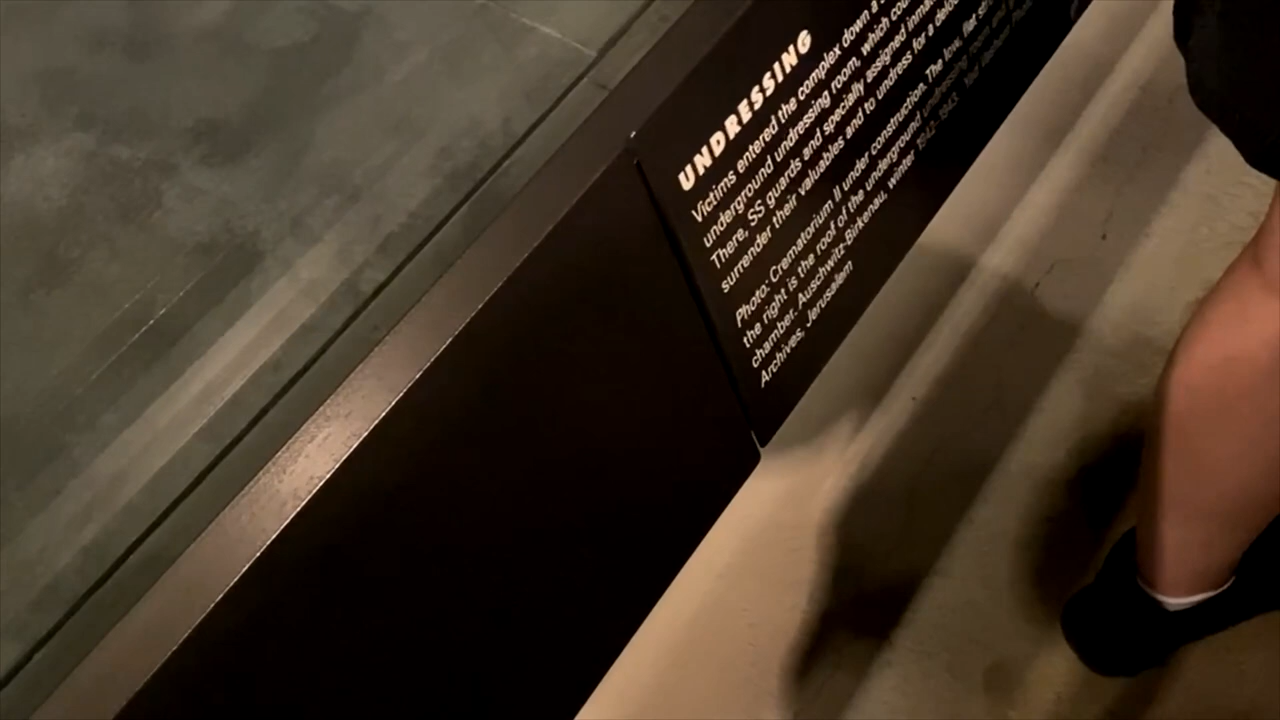 UNDRESSING
Victims entered the complex down a
underground undressing room, which cou
There, SS guards and specially assigned inma
surrender their valuables and to undress for a
Photo: Crematorium II under construction. The low, flat
the right is the roof of the underground undressing room and
chamber. Auschwitz-Birkenau, winter 1942–1943. Yad Vashem
Archives, Jerusalem